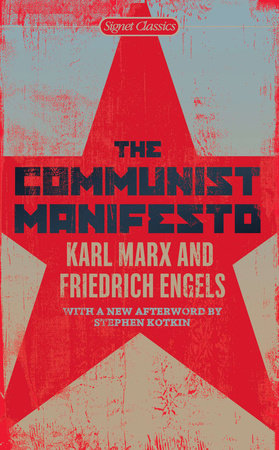 Signet Classics
THE
COMMUNIST
MANIFESTO
KARL MARX AND
FRIEDRICH ENGELS
WITH A NEW AFTERWORD BY
STEPHEN KOTKIN